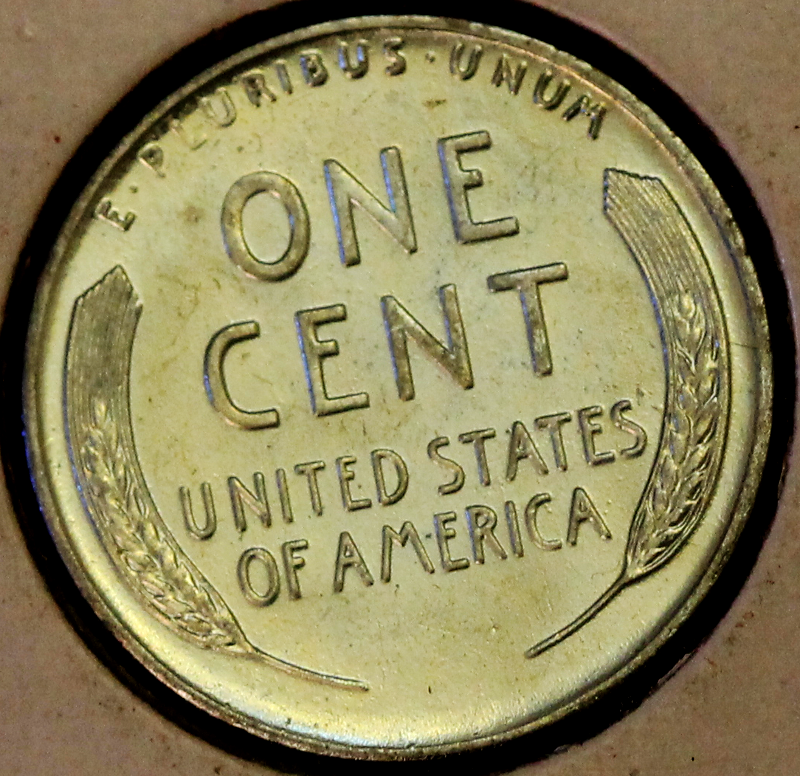 E·PLURIBUS·UNUM
ONE
CENT
UNITED STATES
OF AMERICA